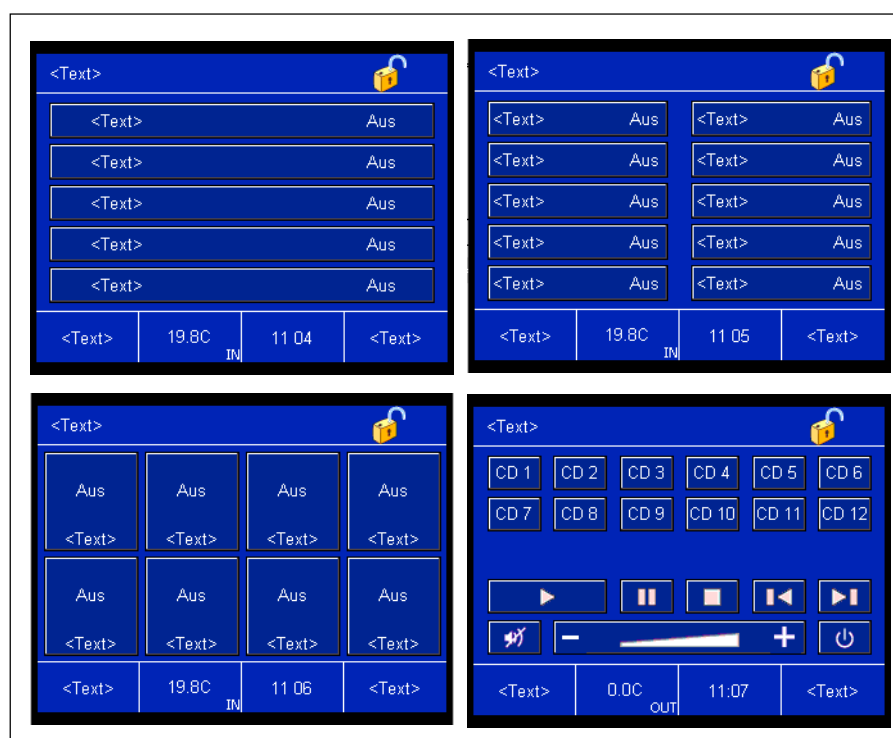 <Text>
<Text> Aus
<Text> Aus
<Text> Aus
<Text> Aus
<Text> Aus
<Text> 19.8C IN 11 04 <Text>
<Text>
<Text> Aus <Text> Aus
<Text> Aus <Text> Aus
<Text> Aus <Text> Aus
<Text> Aus <Text> Aus
<Text> Aus <Text> Aus
<Text> 19.8C IN 11 05 <Text>
<Text>
Aus Aus Aus Aus
<Text> <Text> <Text> <Text>
Aus Aus Aus Aus
<Text> <Text> <Text> <Text>
<Text> 19.8C IN 11 06 <Text>
<Text>
CD 1 CD 2 CD 3 CD 4 CD 5 CD 6
CD 7 CD 8 CD 9 CD 10 CD 11 CD 12
<Text> 0.0C OUT 11:07 <Text>